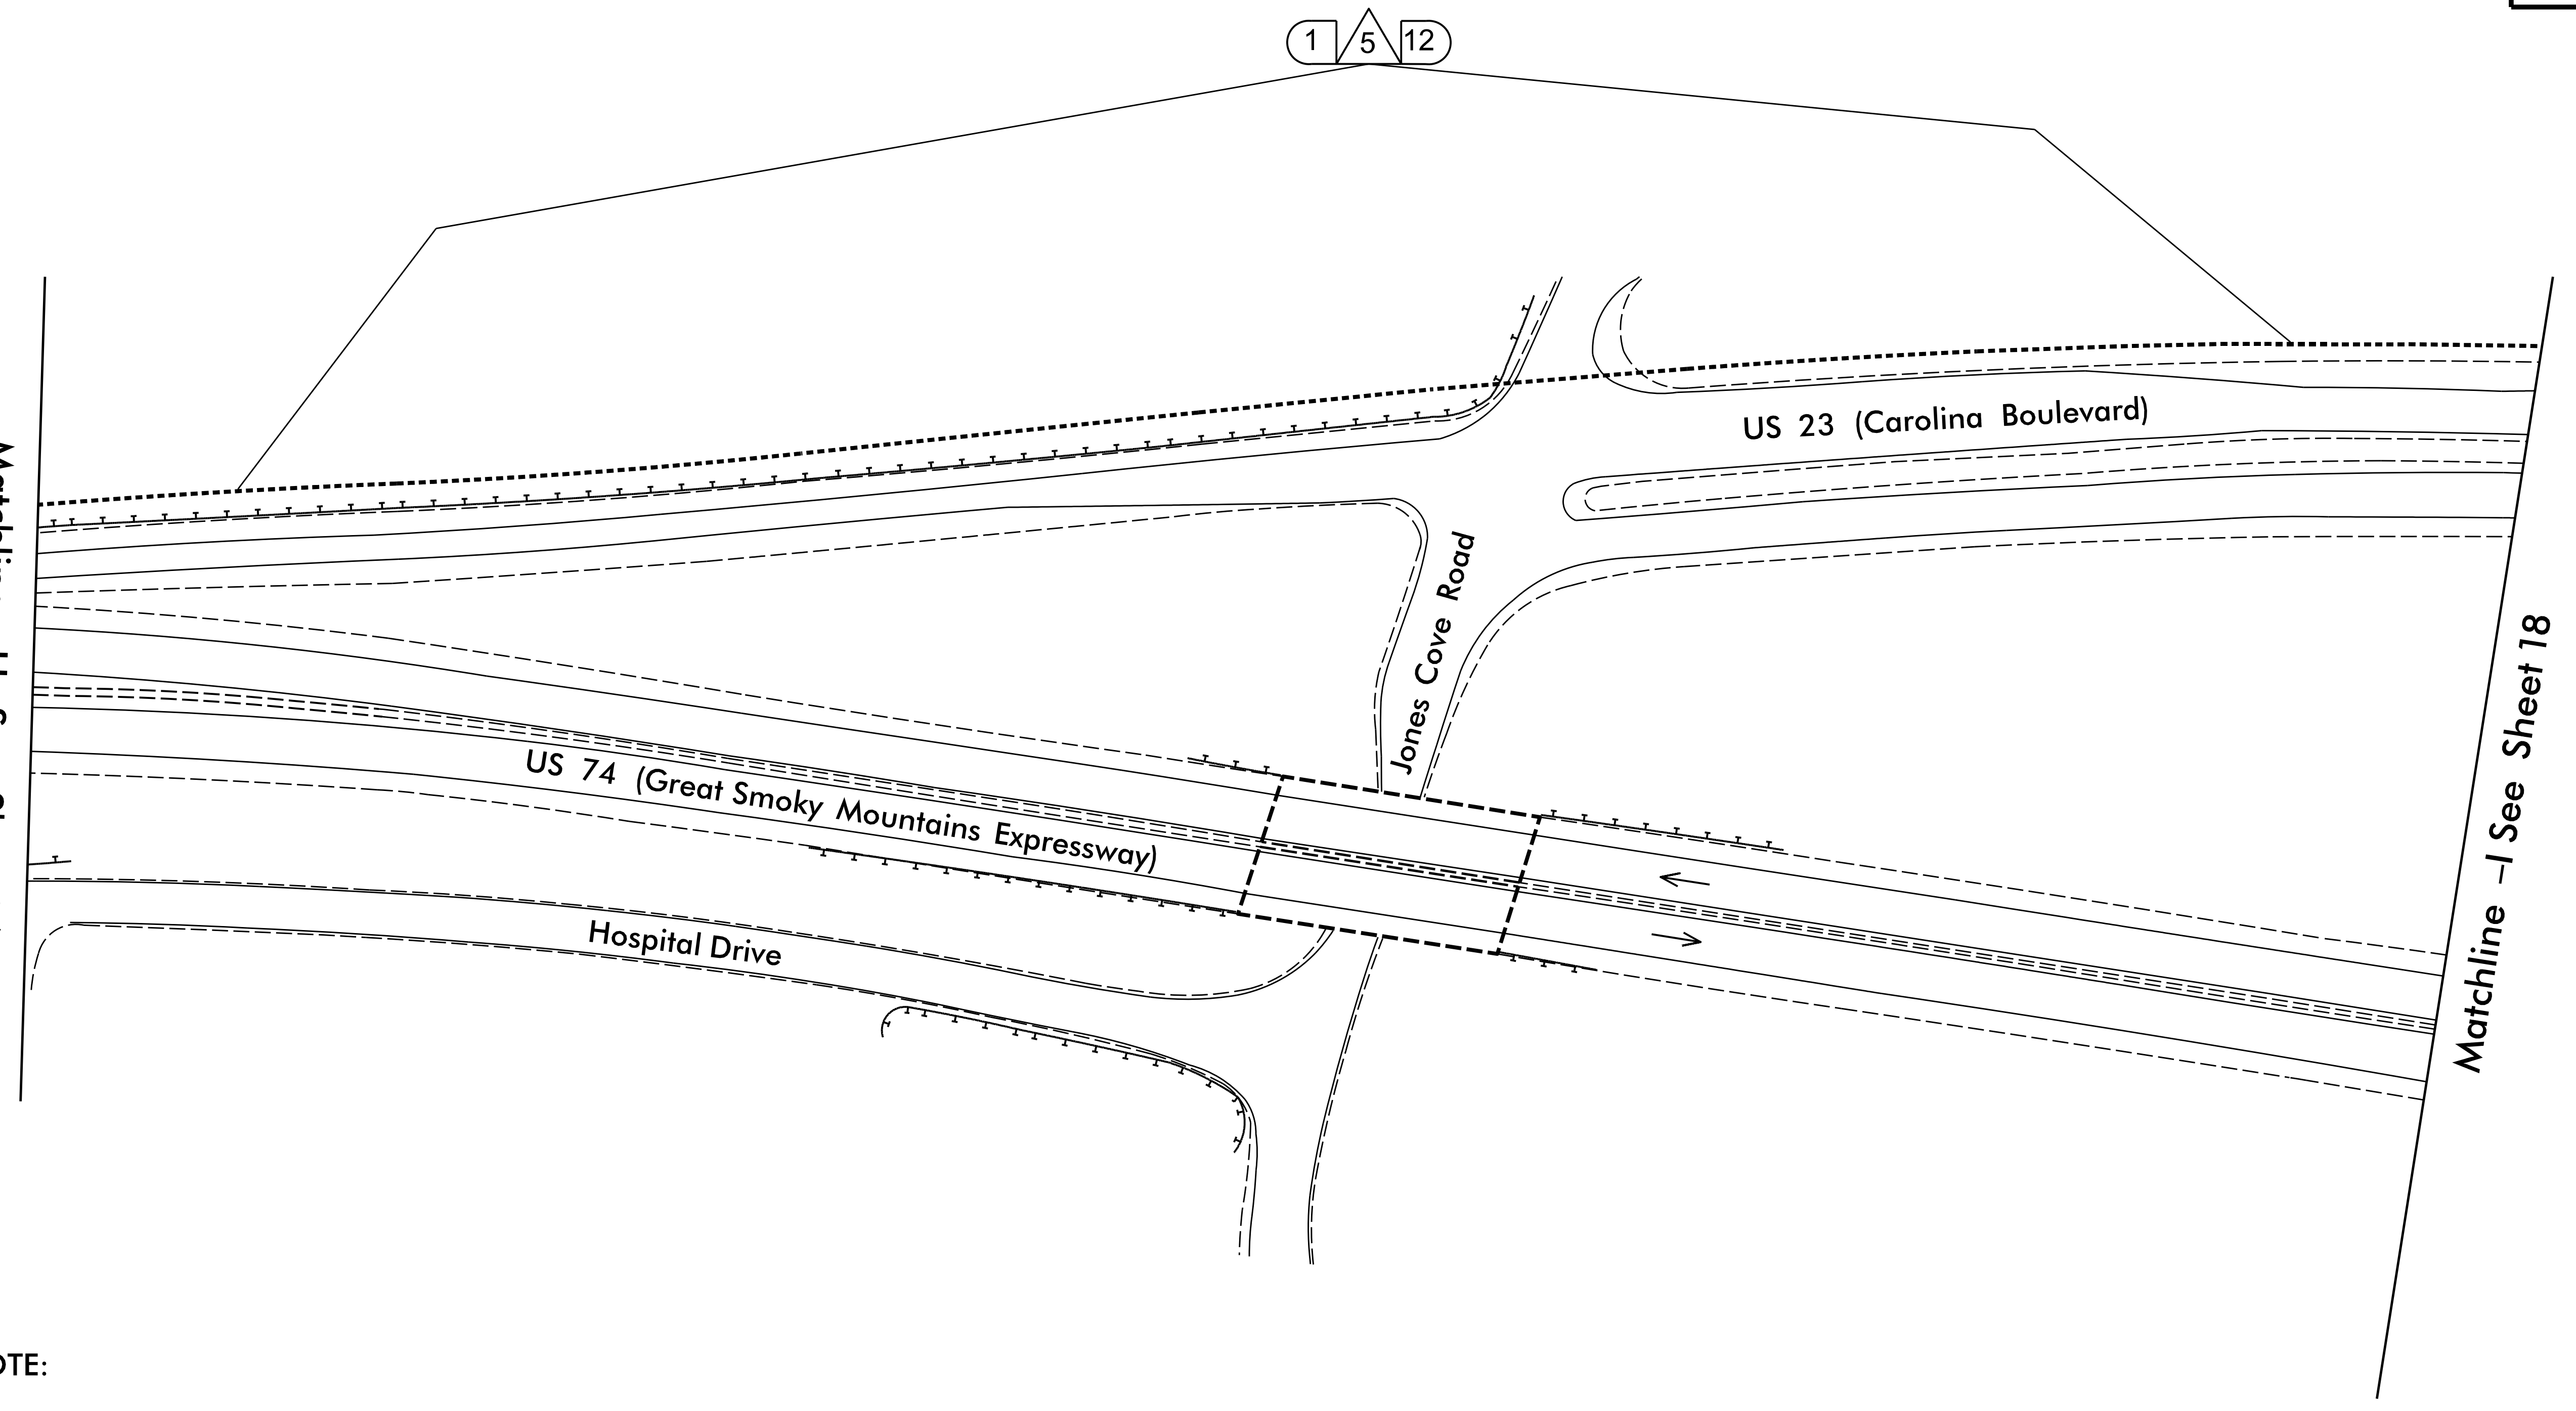 1 5 12
US 23 (Carolina Boulevard)
Jones Cove Road
US 74 (Great Smoky Mountains Expressway)
Hospital Drive
Matchline -I See Sheet 18
OTE: